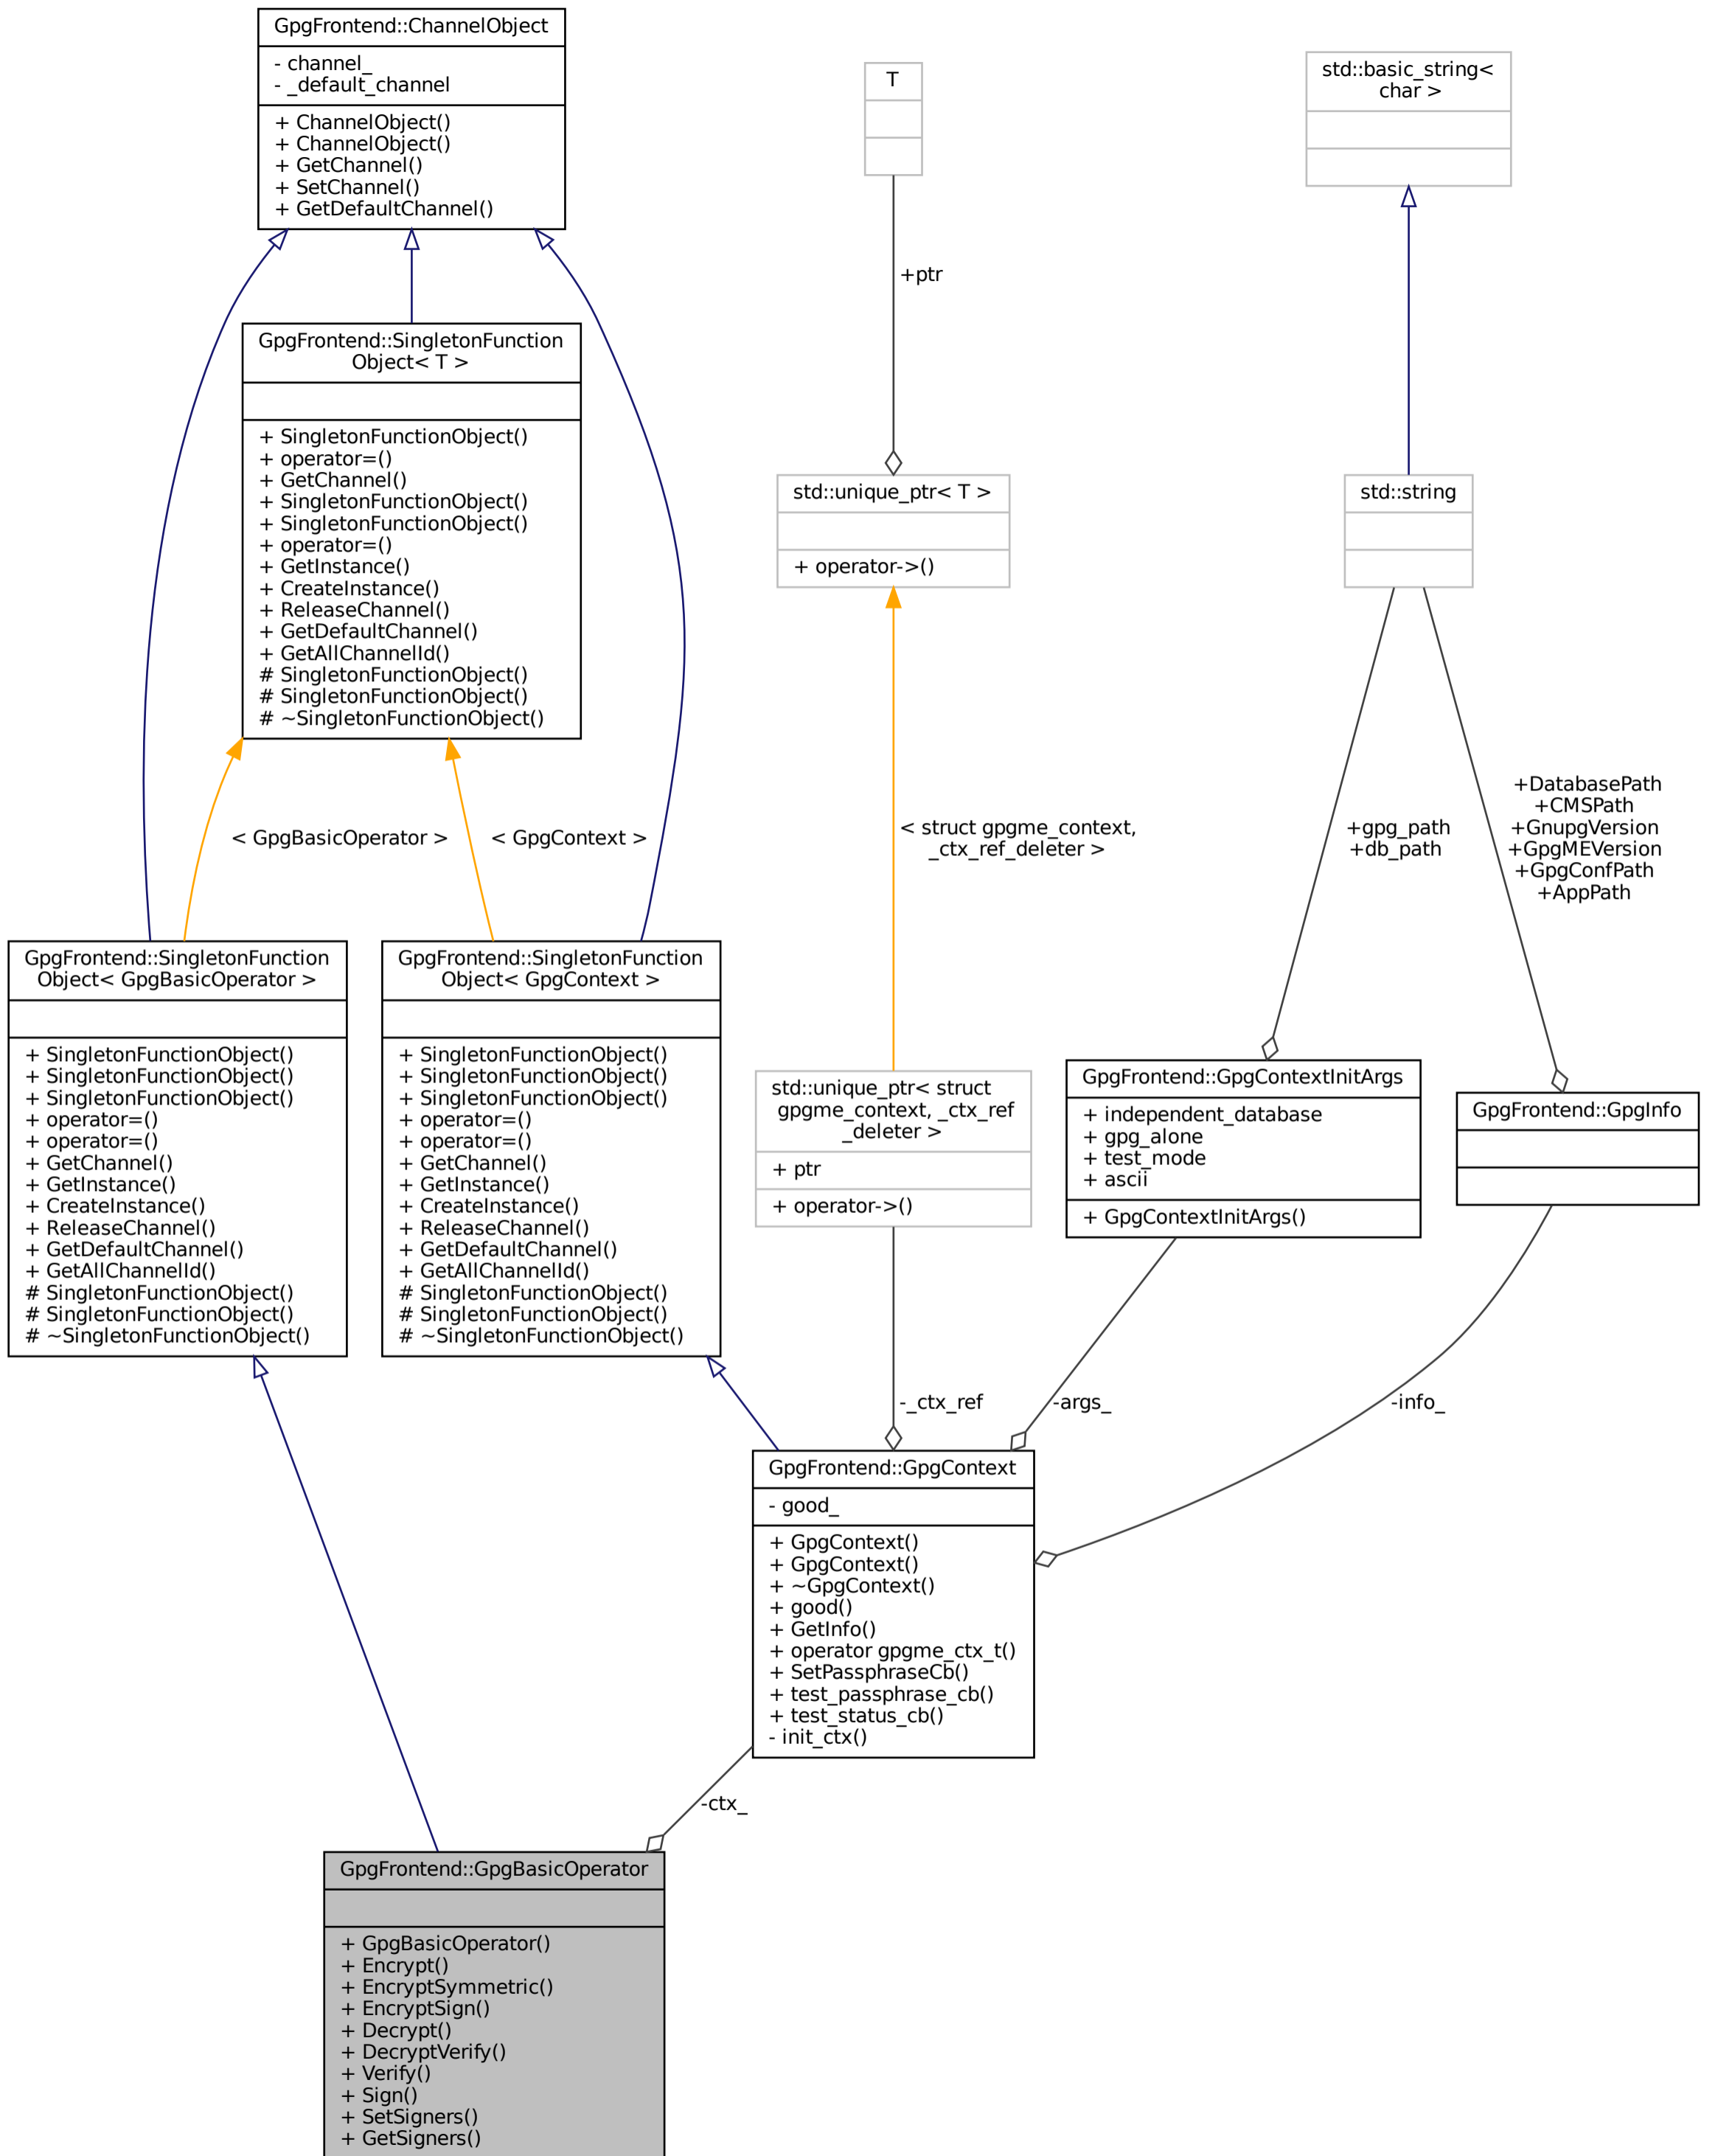 GpgFrontend::ChannelObject
- channel_
- _default_channel
+ ChannelObject()
+ ChannelObject()
+ GetChannel()
+ SetChannel()
+ GetDefaultChannel()
T
std::basic_string<
char >
+ptr
GpgFrontend::SingletonFunction
Object< T >
+ SingletonFunctionObject()
+ operator=()
+ GetChannel()
+ SingletonFunctionObject()
+ SingletonFunctionObject()
+ operator=()
+ GetInstance()
+ CreateInstance()
+ ReleaseChannel()
+ GetDefaultChannel()
+ GetAllChannelId()
# SingletonFunctionObject()
# SingletonFunctionObject()
# ~SingletonFunctionObject()
std::unique_ptr< T >
+ operator->()
std::string
< GpgBasicOperator >
< GpgContext >
< struct gpgme_context,
_ctx_ref_deleter >
+gpg_path
+db_path
+DatabasePath
+CMSPath
+GnupgVersion
+GpgMEVersion
+GpgConfPath
+AppPath
GpgFrontend::SingletonFunction
Object< GpgBasicOperator >
+ SingletonFunctionObject()
+ SingletonFunctionObject()
+ SingletonFunctionObject()
+ operator=()
+ operator=()
+ GetChannel()
+ GetInstance()
+ CreateInstance()
+ ReleaseChannel()
+ GetDefaultChannel()
+ GetAllChannelId()
# SingletonFunctionObject()
# SingletonFunctionObject()
# ~SingletonFunctionObject()
GpgFrontend::SingletonFunction
Object< GpgContext >
+ SingletonFunctionObject()
+ SingletonFunctionObject()
+ SingletonFunctionObject()
+ operator=()
+ operator=()
+ GetChannel()
+ GetInstance()
+ CreateInstance()
+ ReleaseChannel()
+ GetDefaultChannel()
+ GetAllChannelId()
# SingletonFunctionObject()
# SingletonFunctionObject()
# ~SingletonFunctionObject()
std::unique_ptr< struct
gpgme_context, _ctx_ref
_deleter >
+ ptr
+ operator->()
GpgFrontend::GpgContextInitArgs
+ independent_database
+ gpg_alone
+ test_mode
+ ascii
+ GpgContextInitArgs()
GpgFrontend::GpgInfo
-_ctx_ref
-args_
-info_
GpgFrontend::GpgContext
- good_
+ GpgContext()
+ GpgContext()
+ ~GpgContext()
+ good()
+ GetInfo()
+ operator gpgme_ctx_t()
+ SetPassphraseCb()
+ test_passphrase_cb()
+ test_status_cb()
- init_ctx()
-ctx_
GpgFrontend::GpgBasicOperator
+ GpgBasicOperator()
+ Encrypt()
+ EncryptSymmetric()
+ EncryptSign()
+ Decrypt()
+ DecryptVerify()
+ Verify()
+ Sign()
+ SetSigners()
+ GetSigners()